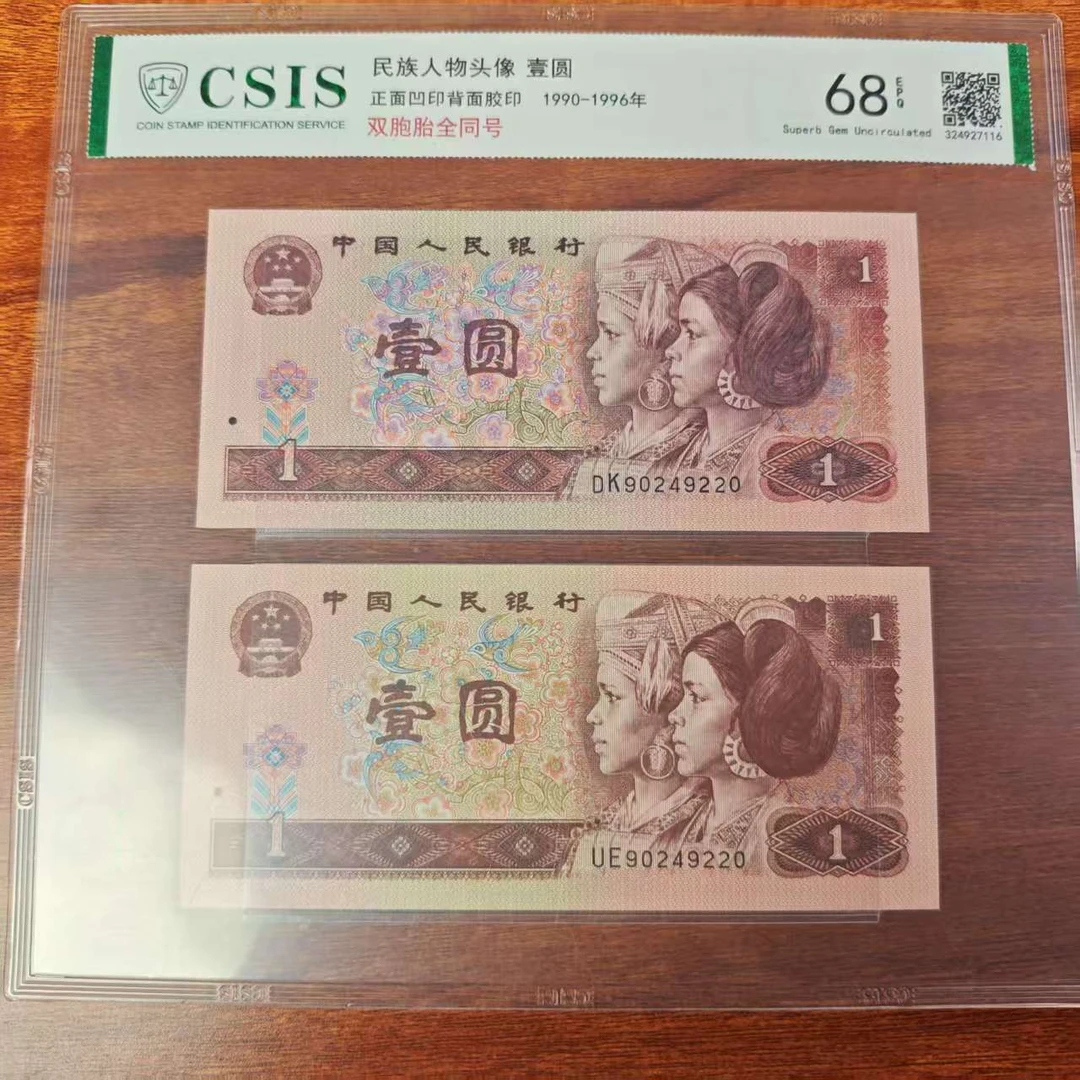 CSIS
COIN STAMP IDENTIFICATION SERVICE
民族人物头像 壹圆
正面凹印背面胶印 1990-1996年
双胞胎全同号
68 EPQ
Superb Gem Uncirculated
324927116
中国人民银行
1
壹圆
1
1
DK90249220
中国人民银行
1
壹圆
1
1
UE90249220
CSIS